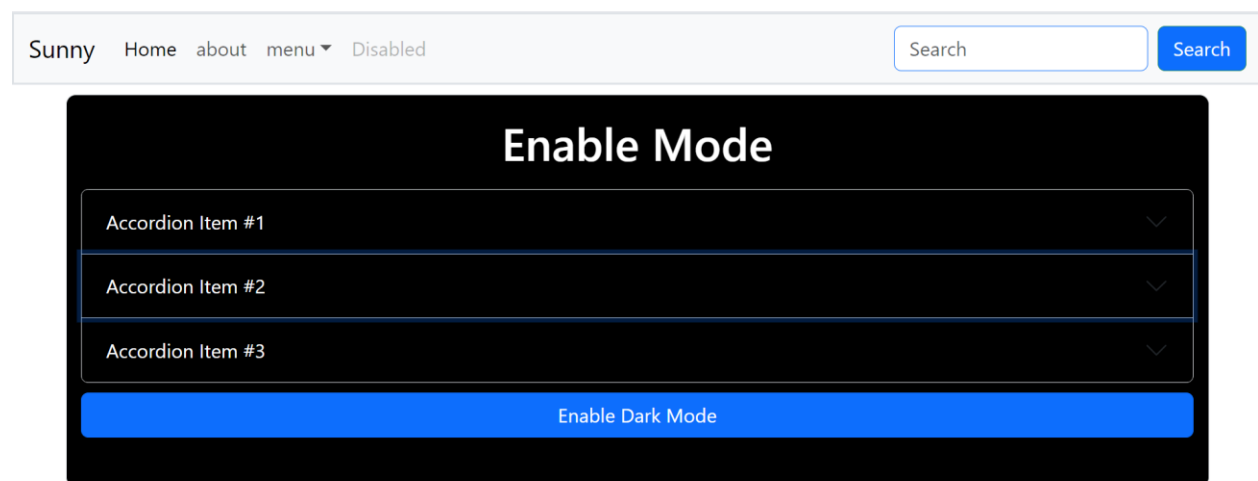 Sunny Home about menu Disabled Search Search
Enable Mode
Accordion Item #1
Accordion Item #2
Accordion Item #3
Enable Dark Mode